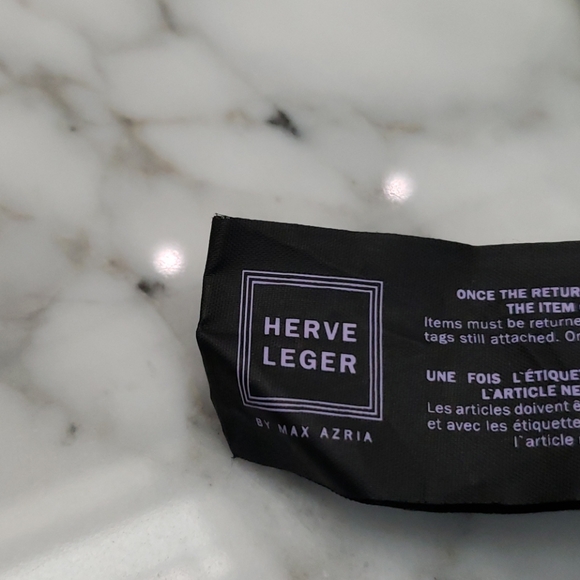 HERVE
LEGER
BY MAX AZRIA
ONCE THE RETUR
THE ITEM
Items must be returne
tags still attached. Or
UNE FOIS L'ÉTIQUET
L'ARTICLE NE
Les articles doivent ê
et avec les étiquette
l'article